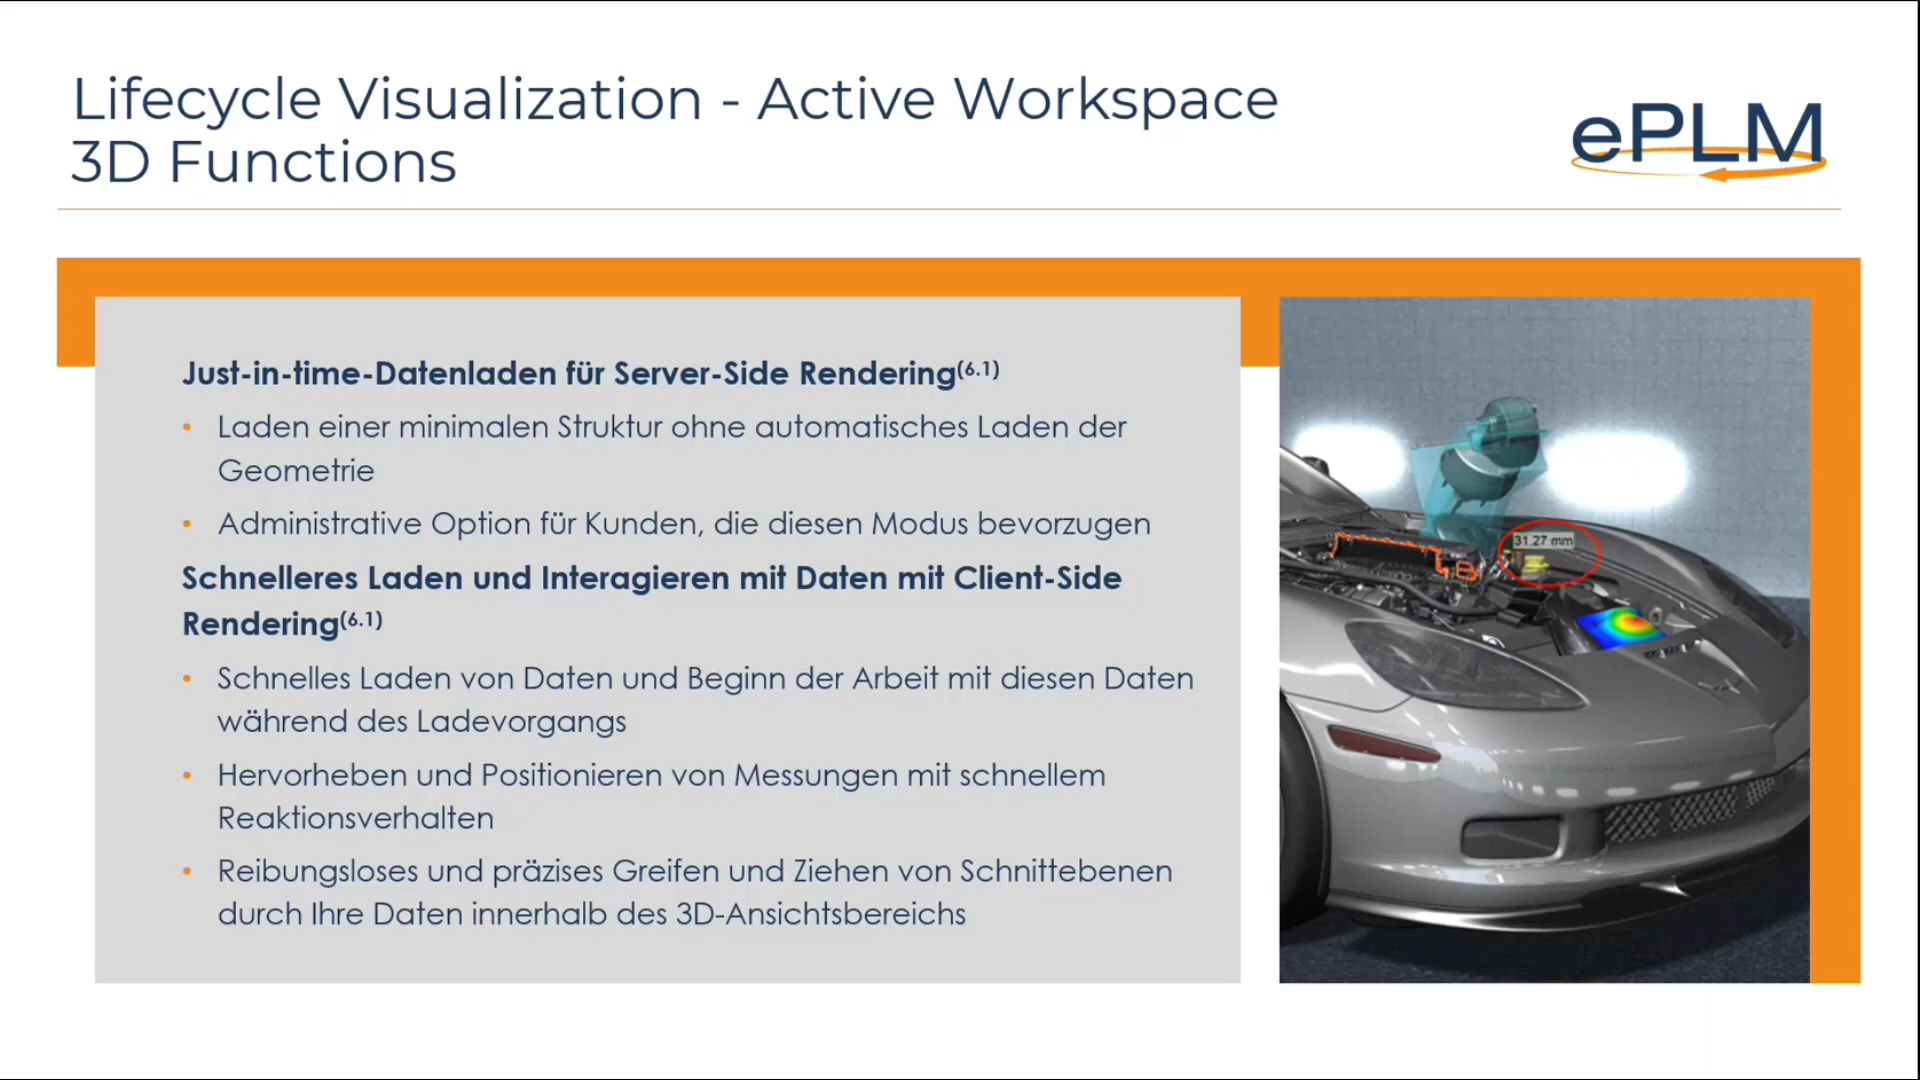 Lifecycle Visualization - Active Workspace
3D Functions
ePLM
Just-in-time-Datenladen für Server-Side Rendering(6.1)
• Laden einer minimalen Struktur ohne automatisches Laden der
Geometrie
• Administrative Option für Kunden, die diesen Modus bevorzugen
Schnelleres Laden und Interagieren mit Daten mit Client-Side
Rendering(6.1)
• Schnelles Laden von Daten und Beginn der Arbeit mit diesen Daten
während des Ladevorgangs
• Hervorheben und Positionieren von Messungen mit schnellem
Reaktionsverhalten
• Reibungsloses und präzises Greifen und Ziehen von Schnittebenen
durch Ihre Daten innerhalb des 3D-Ansichtsbereichs
31.27 mm